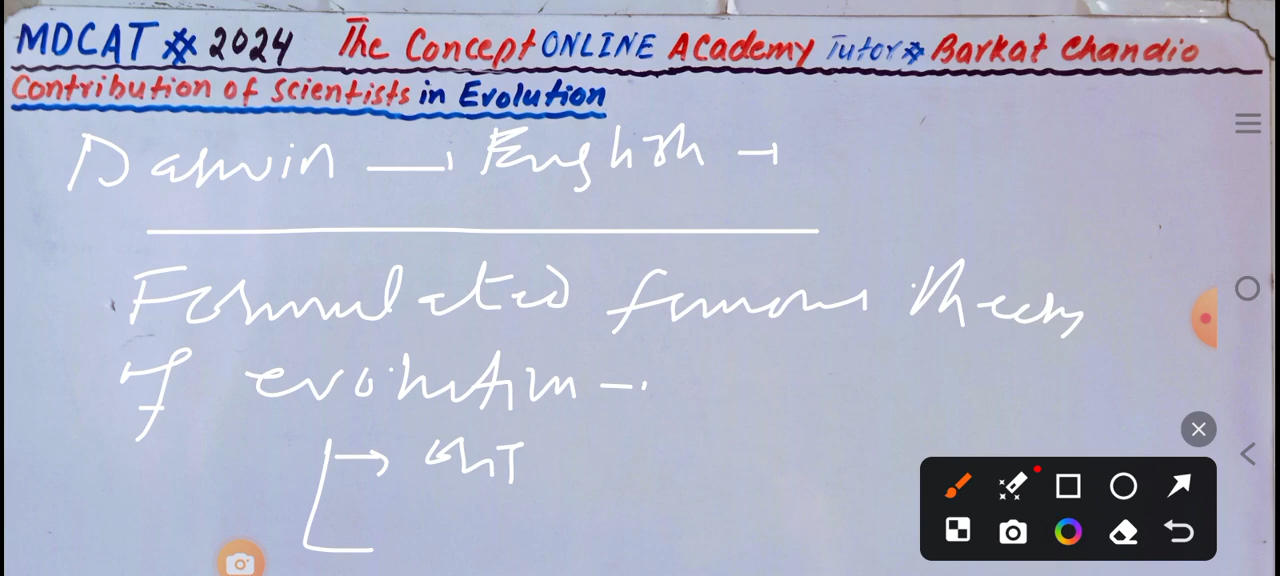 MDCAT # 2024 The Concept ONLINE Academy Tutor # Barkat Chandio
Contribution of Scientists in Evolution
Darwin — English —
Formulated famous theory
of evolution —